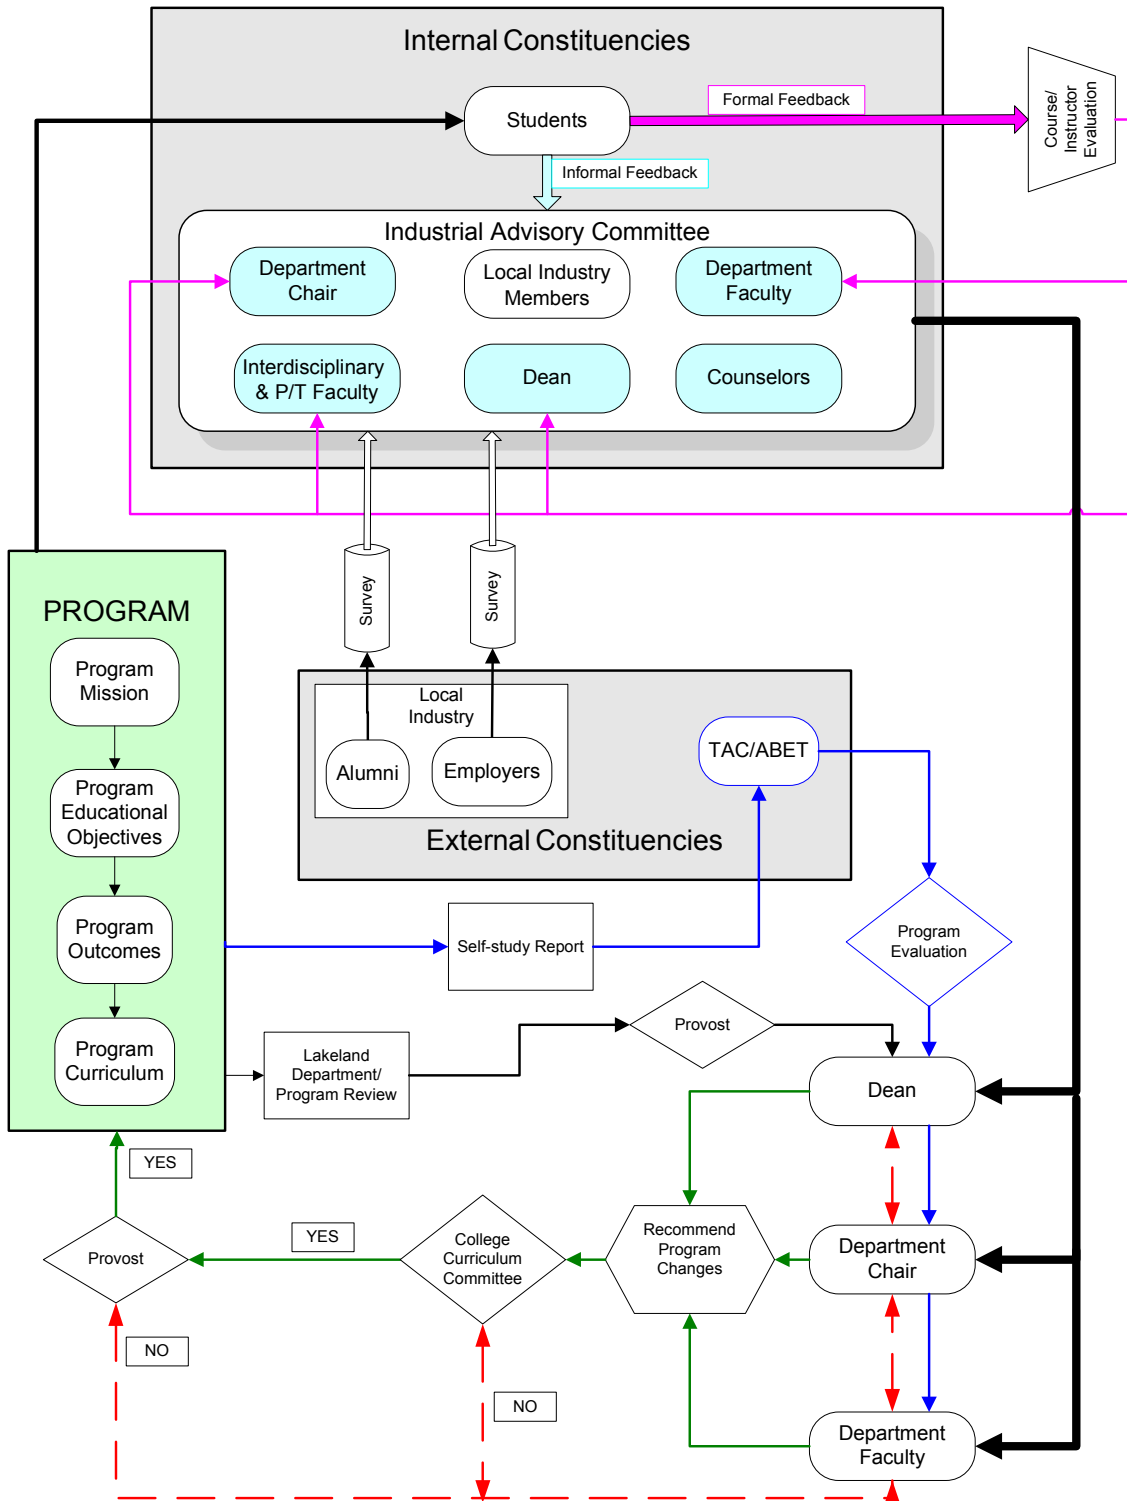 Internal Constituencies
Students
Formal Feedback
Course/
Instructor
Evaluation
Informal Feedback
Industrial Advisory Committee
Department
Chair
Local Industry
Members
Department
Faculty
Interdisciplinary
& P/T Faculty
Dean
Counselors
Survey
Survey
PROGRAM
Program
Mission
Program
Educational
Objectives
Program
Outcomes
Program
Curriculum
Local
Industry
Alumni
Employers
TAC/ABET
External Constituencies
Self-study Report
Program
Evaluation
Lakeland
Department/
Program Review
Provost
Dean
YES
Provost
YES
College
Curriculum
Committee
Recommend
Program
Changes
Department
Chair
NO
NO
Department
Faculty